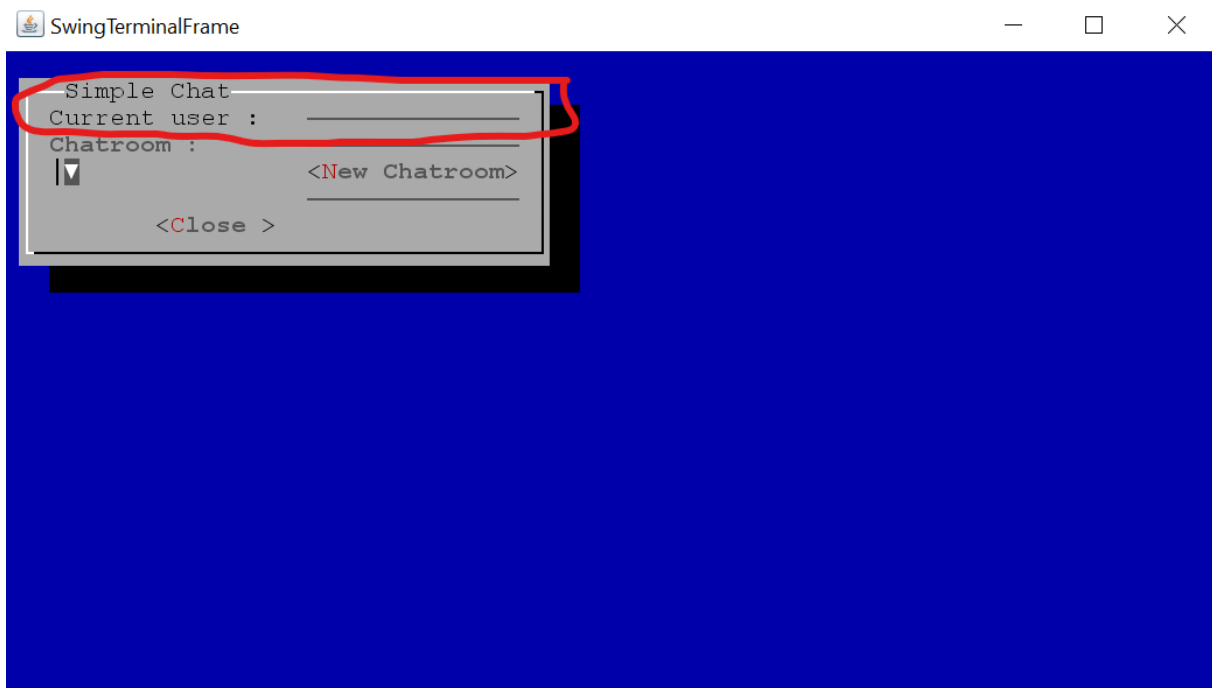 SwingTerminalFrame
Simple Chat
Current user :
Chatroom :
<New Chatroom>
<Close >